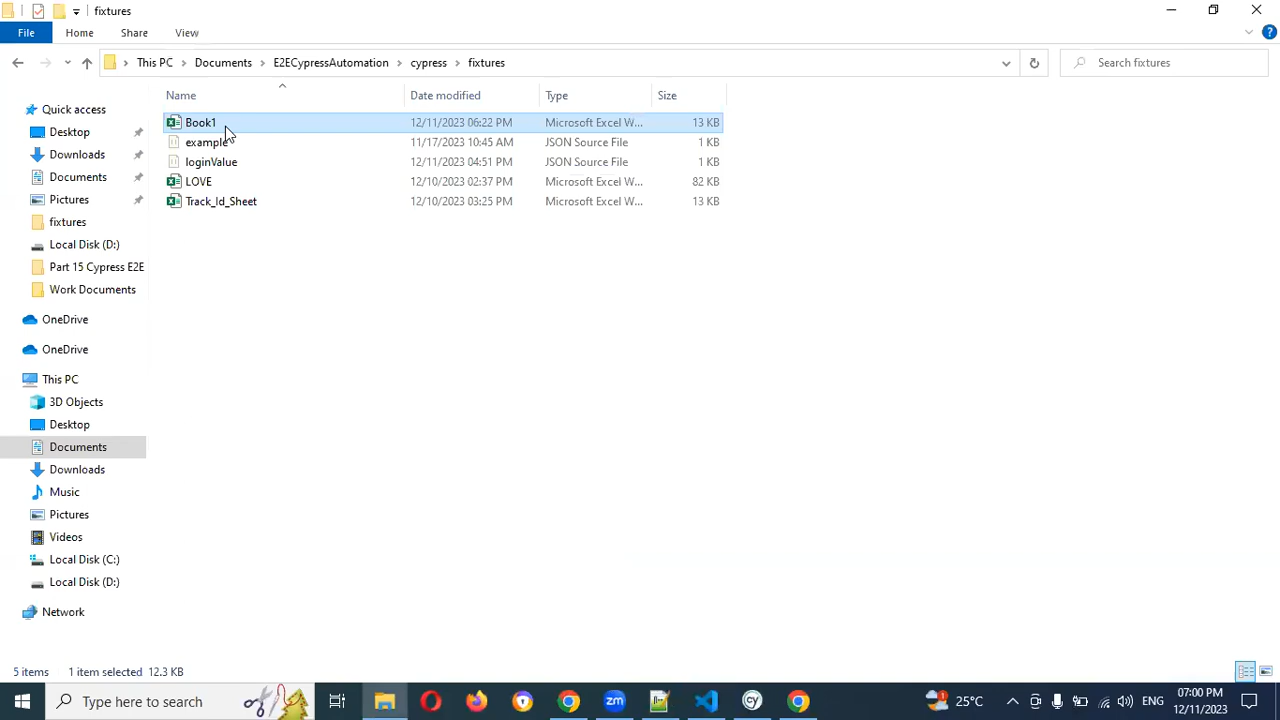 fixtures
File Home Share View
This PC Documents E2ECypressAutomation cypress fixtures Search fixtures
Name Date modified Type Size
Quick access
Desktop
Downloads
Documents
Pictures
fixtures
Local Disk (D:)
Part 15 Cypress E2E
Work Documents
OneDrive
OneDrive
This PC
3D Objects
Desktop
Documents
Downloads
Music
Pictures
Videos
Local Disk (C:)
Local Disk (D:)
Network
Book1 12/11/2023 06:22 PM Microsoft Excel W... 13 KB
example 11/17/2023 10:45 AM JSON Source File 1 KB
loginValue 12/11/2023 04:51 PM JSON Source File 1 KB
LOVE 12/10/2023 02:37 PM Microsoft Excel W... 82 KB
Track_Id_Sheet 12/10/2023 03:25 PM Microsoft Excel W... 13 KB
5 items 1 item selected 12.3 KB
Type here to search
1 25°C ENG 07:00 PM
12/11/2023